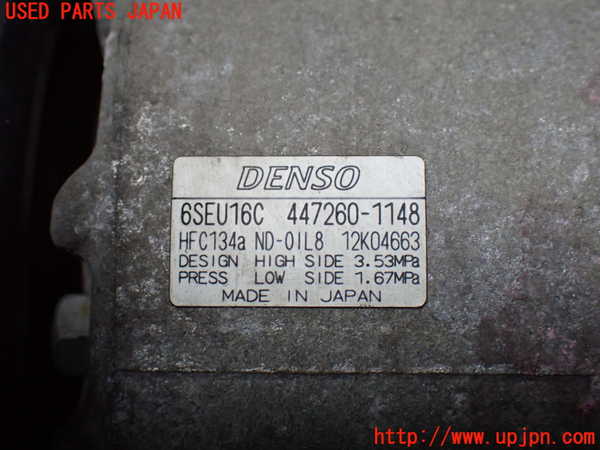 USED PARTS JAPAN
DENSO
6SEU16C 447260-1148
HFC134a ND-OIL8 12K04663
DESIGN HIGH SIDE 3.53MPa
PRESS LOW SIDE 1.67MPa
MADE IN JAPAN
http://www.upjpn.com/